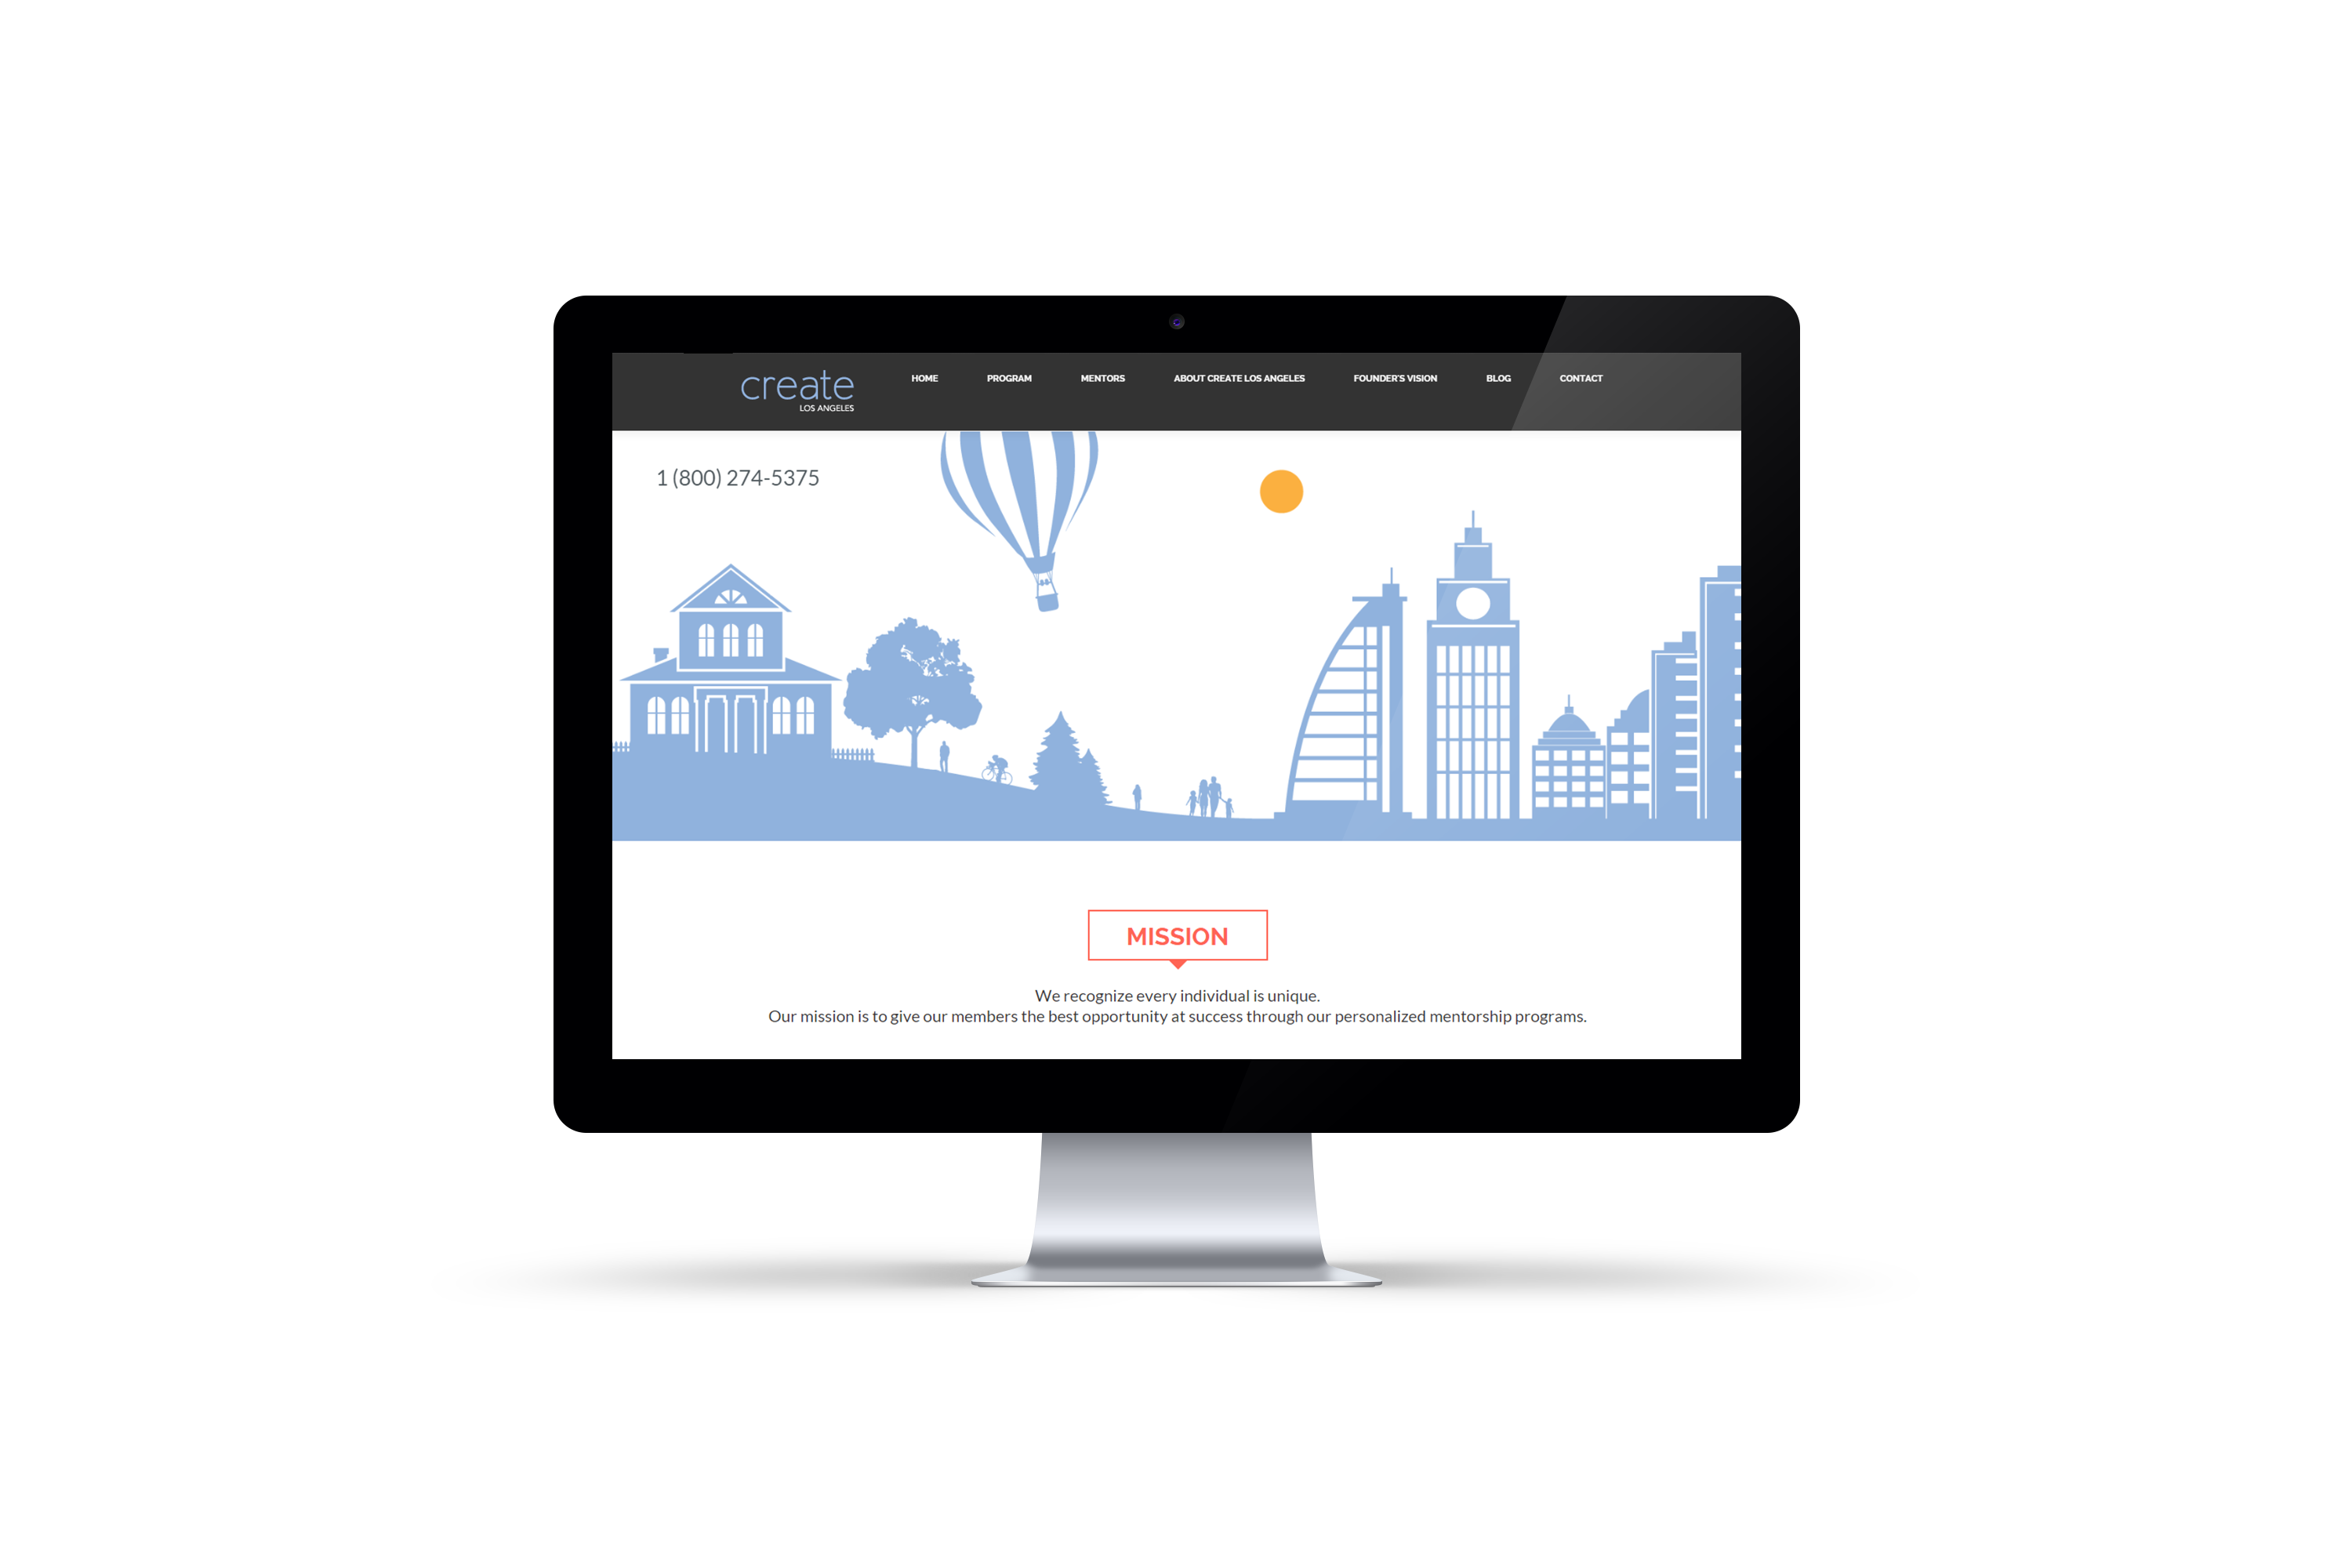 create
LOS ANGELES
HOME PROGRAM MENTORS ABOUT CREATE LOS ANGELES FOUNDER'S VISION BLOG CONTACT
1 (800) 274-5375
MISSION
We recognize every individual is unique.
Our mission is to give our members the best opportunity at success through our personalized mentorship programs.